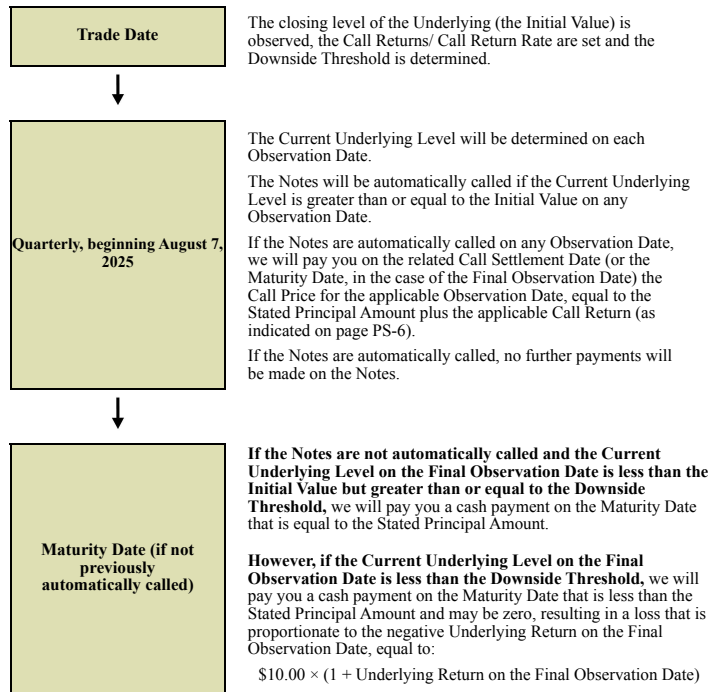 Trade Date
The closing level of the Underlying (the Initial Value) is
observed, the Call Returns/ Call Return Rate are set and the
Downside Threshold is determined.
Quarterly, beginning August 7,
2025
The Current Underlying Level will be determined on each
Observation Date.
The Notes will be automatically called if the Current Underlying
Level is greater than or equal to the Initial Value on any
Observation Date.
If the Notes are automatically called on any Observation Date,
we will pay you on the related Call Settlement Date (or the
Maturity Date, in the case of the Final Observation Date) the
Call Price for the applicable Observation Date, equal to the
Stated Principal Amount plus the applicable Call Return (as
indicated on page PS-6).
If the Notes are automatically called, no further payments will
be made on the Notes.
Maturity Date (if not
previously
automatically called)
If the Notes are not automatically called and the Current
Underlying Level on the Final Observation Date is less than the
Initial Value but greater than or equal to the Downside
Threshold, we will pay you a cash payment on the Maturity Date
that is equal to the Stated Principal Amount.
However, if the Current Underlying Level on the Final
Observation Date is less than the Downside Threshold, we will
pay you a cash payment on the Maturity Date that is less than the
Stated Principal Amount and may be zero, resulting in a loss that is
proportionate to the negative Underlying Return on the Final
Observation Date, equal to:
$10.00 × (1 + Underlying Return on the Final Observation Date)